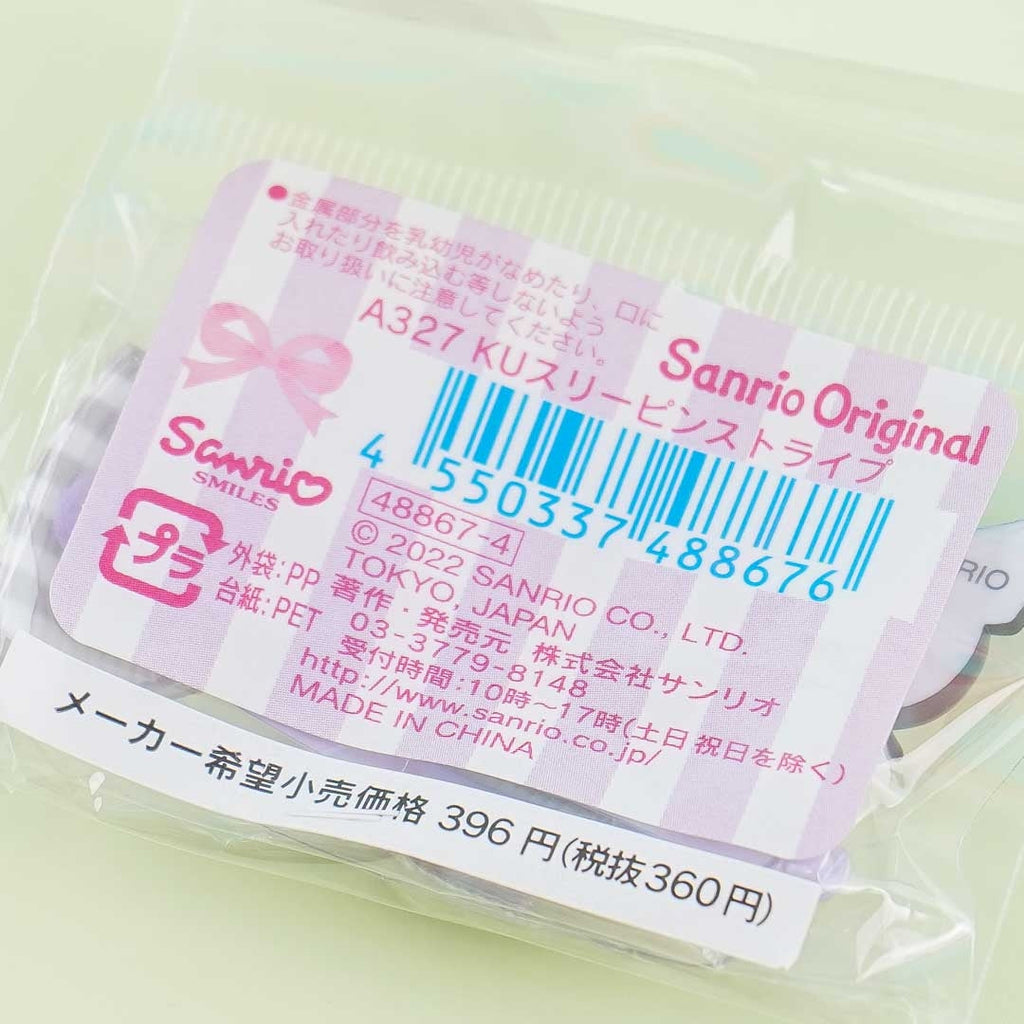 ●金属部分を乳幼児がなめたり、口に
入れたり飲み込む等しないよう
お取り扱いに注意してください。
Sanrio Original
A327 KUスリーピンストライプ
4 550337 488676
Sanrio
SMILES
48867-4
© 2022 SANRIO CO., LTD.
TOKYO, JAPAN
プラ
外袋:PP
台紙:PET
著作・発売元 株式会社サンリオ
03-3779-8148
受付時間:10時~17時(土日祝日を除く)
http://www.sanrio.co.jp/
MADE IN CHINA
メーカー希望小売価格 396 円(税抜360円)